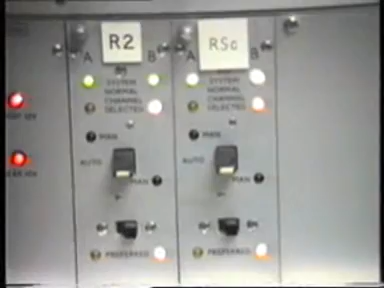 R2
A B
SYSTEM
NORMAL
CHANNEL
SELECTED
MAN
AUTO
MAN
PREFERRED
RSc
A B
SYSTEM
NORMAL
CHANNEL
SELECTED
MAN
AUTO
MAN
PREFERRED